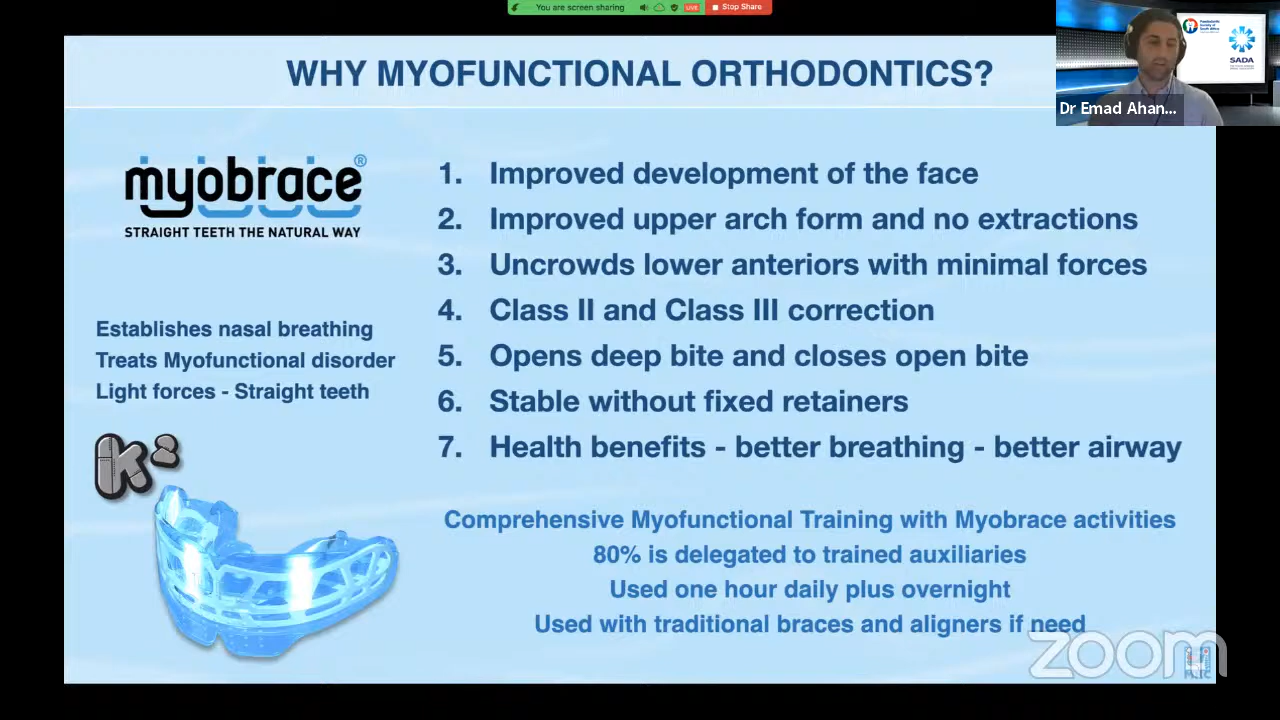 You are screen sharing
LIVE
Stop Share
WHY MYOFUNCTIONAL ORTHODONTICS?
SADA
Dr Emad Ahan...
myobrace®
STRAIGHT TEETH THE NATURAL WAY
Establishes nasal breathing
Treats Myofunctional disorder
Light forces - Straight teeth
k²
1. Improved development of the face
2. Improved upper arch form and no extractions
3. Uncrowds lower anteriors with minimal forces
4. Class II and Class III correction
5. Opens deep bite and closes open bite
6. Stable without fixed retainers
7. Health benefits - better breathing - better airway
Comprehensive Myofunctional Training with Myobrace activities
80% is delegated to trained auxiliaries
Used one hour daily plus overnight
Used with traditional braces and aligners if need
zoom